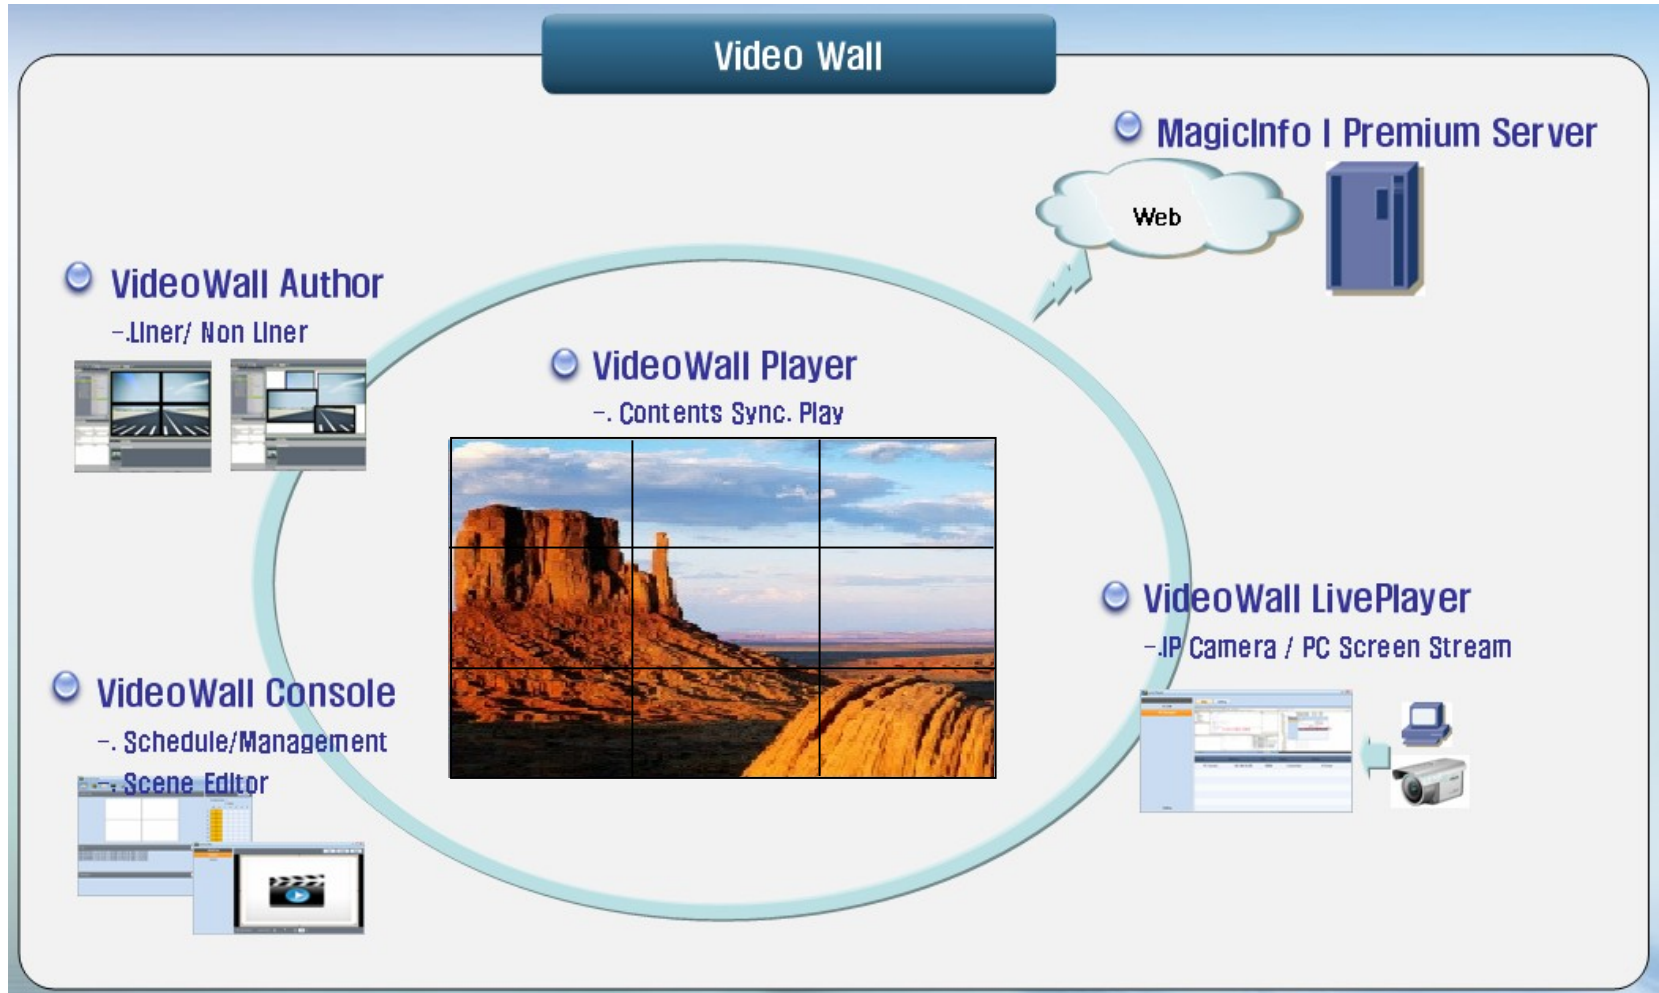 Video Wall
MagicInfo I Premium Server
Web
VideoWall Author
-.Liner/ Non Liner
VideoWall Player
-. Contents Sync. Play
VideoWall LivePlayer
-.IP Camera / PC Screen Stream
VideoWall Console
-. Schedule/Management
-. Scene Editor